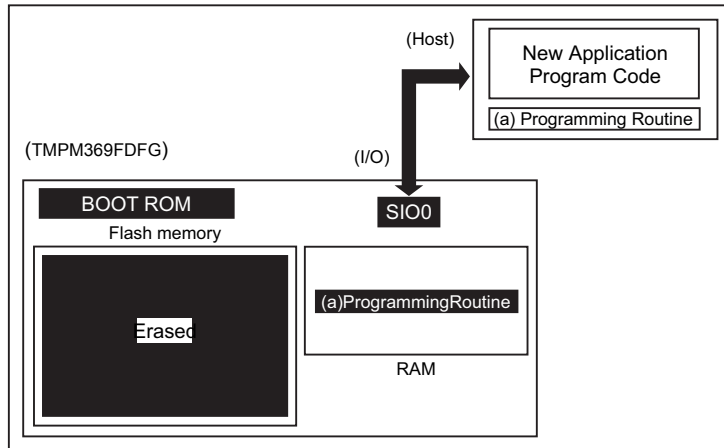 (Host)
New Application
Program Code
(a) Programming Routine
(TMPM369FDFG)
(I/O)
BOOT ROM
SIO0
Flash memory
(a)ProgrammingRoutine
Erased
RAM